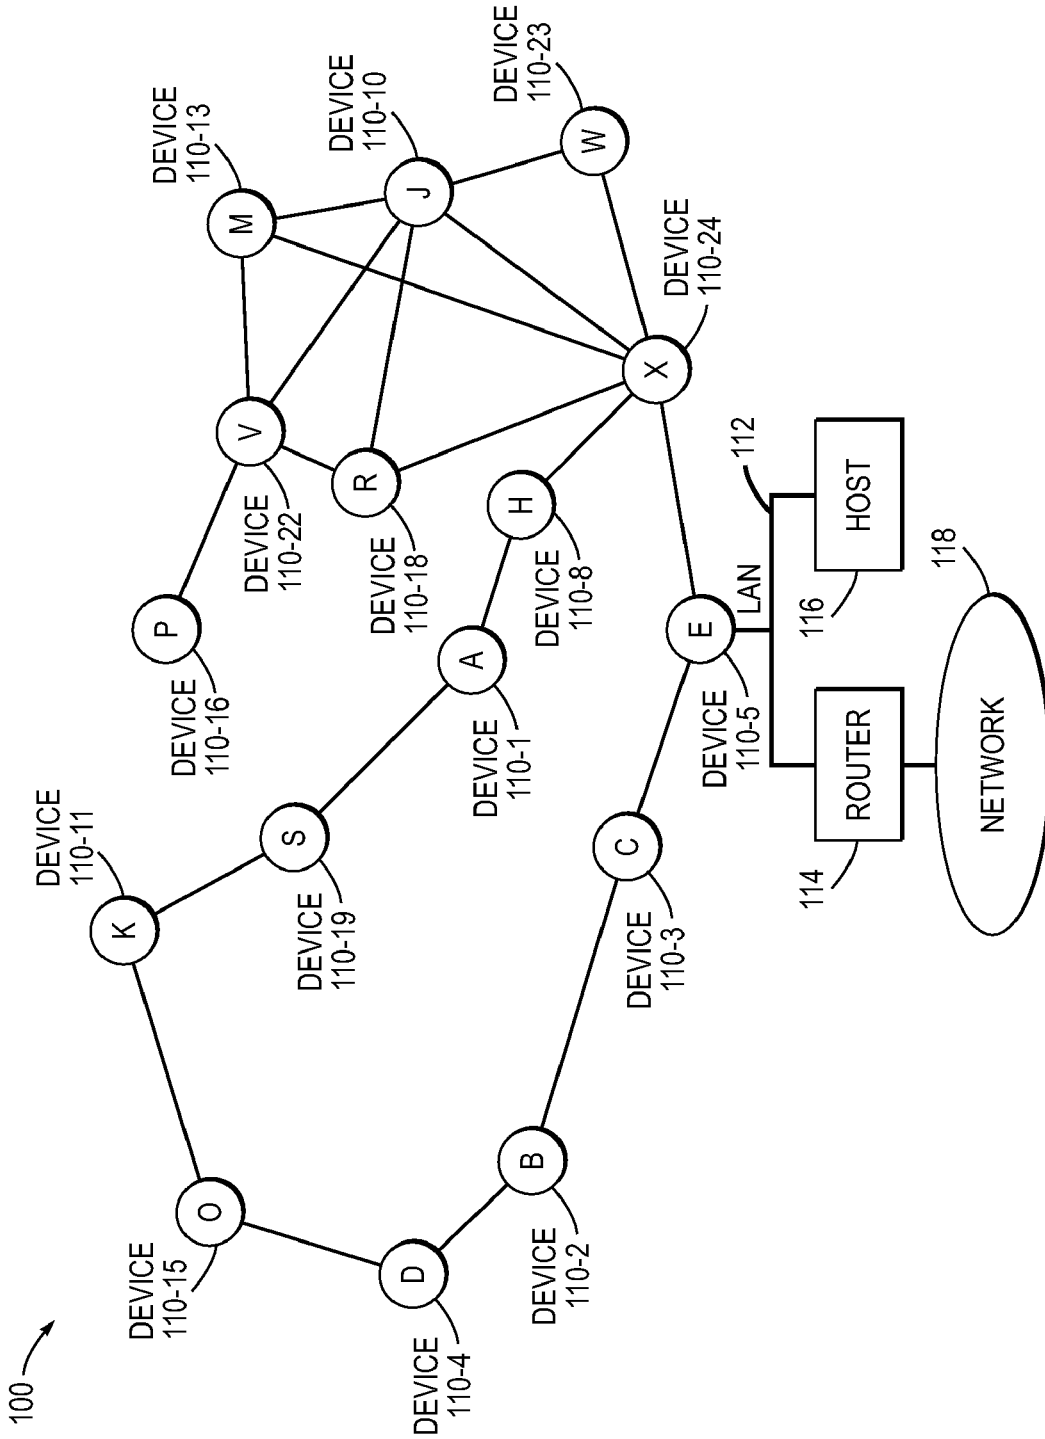 100
DEVICE
110-15
DEVICE
110-4
DEVICE
110-2
O
D
B
DEVICE
110-11
K
DEVICE
110-19
S
DEVICE
110-3
C
DEVICE
110-16
P
DEVICE
110-1
A
DEVICE
110-5
E
DEVICE
110-22
V
DEVICE
110-18
R
DEVICE
110-8
H
DEVICE
110-13
M
DEVICE
110-10
J
DEVICE
110-23
W
DEVICE
110-24
X
LAN
112
114
ROUTER
116
HOST
118
NETWORK